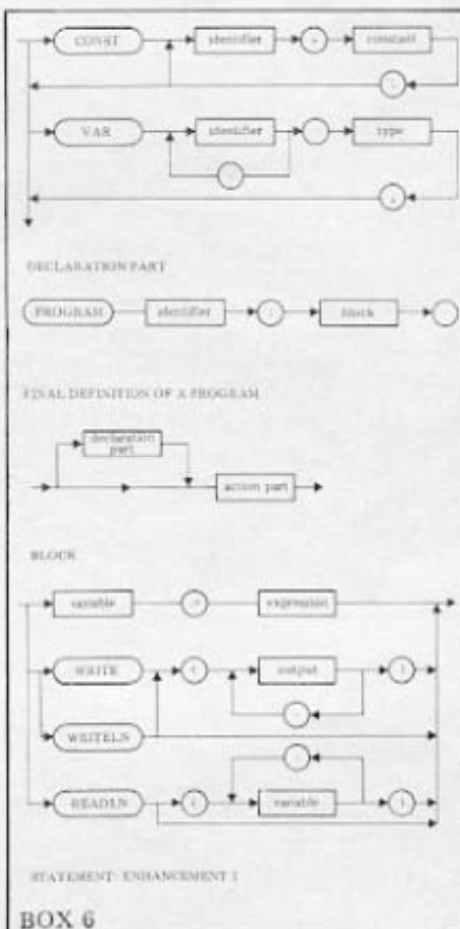 CONST identifier = constant
;
VAR identifier : type
,
;
DECLARATION PART
PROGRAM identifier ; block
FINAL DEFINITION OF A PROGRAM
declaration
part
action part
BLOCK
variable expression
WRITE ( output )
,
WRITELN
,
READLN ( variable )
STATEMENT: ENHANCEMENT 1
BOX 6